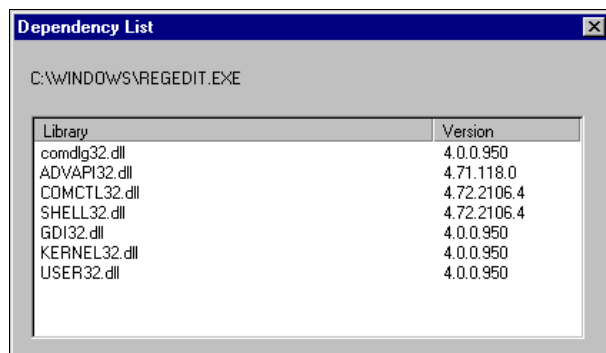 Dependency List
C:\WINDOWS\REGEDIT.EXE
Library Version
comdlg32.dll 4.0.0.950
ADVAPI32.dll 4.71.118.0
COMCTL32.dll 4.72.2106.4
SHELL32.dll 4.72.2106.4
GDI32.dll 4.0.0.950
KERNEL32.dll 4.0.0.950
USER32.dll 4.0.0.950